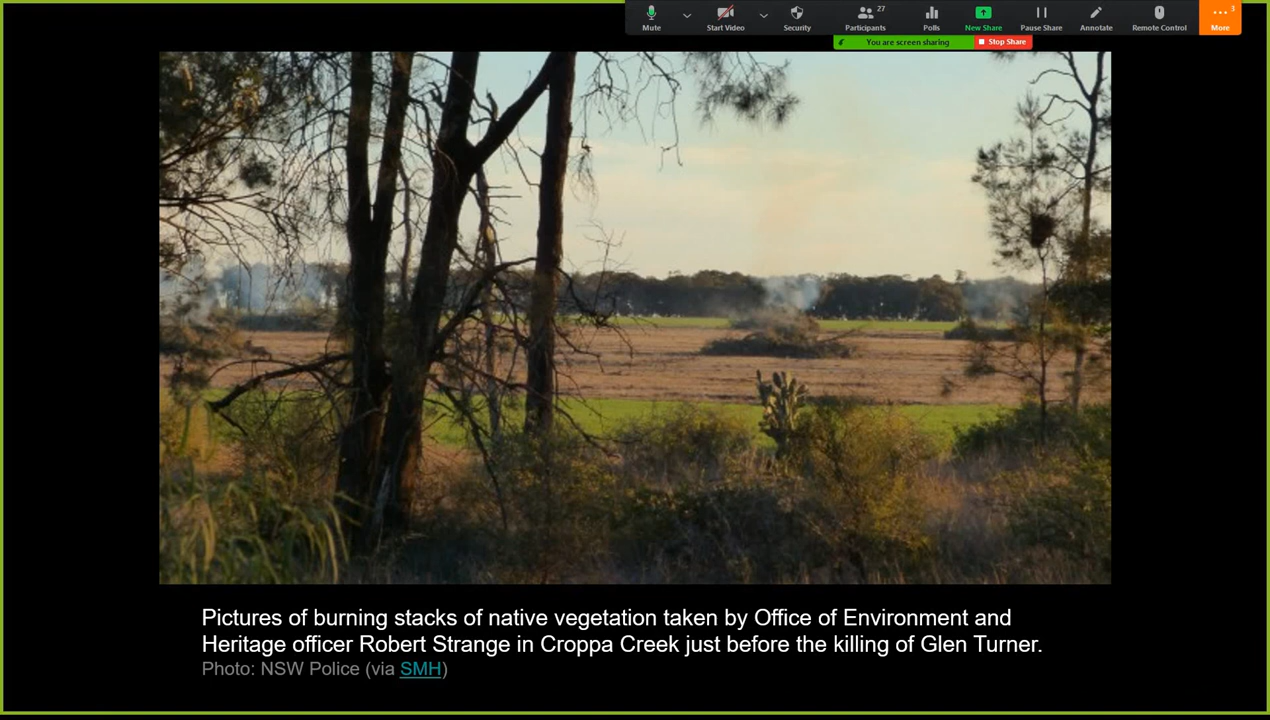 27
3
Mute
Start Video
Security
Participants
Polls
New Share
Pause Share
Annotate
Remote Control
More
You are screen sharing
Stop Share
Pictures of burning stacks of native vegetation taken by Office of Environment and
Heritage officer Robert Strange in Croppa Creek just before the killing of Glen Turner.
Photo: NSW Police (via SMH)